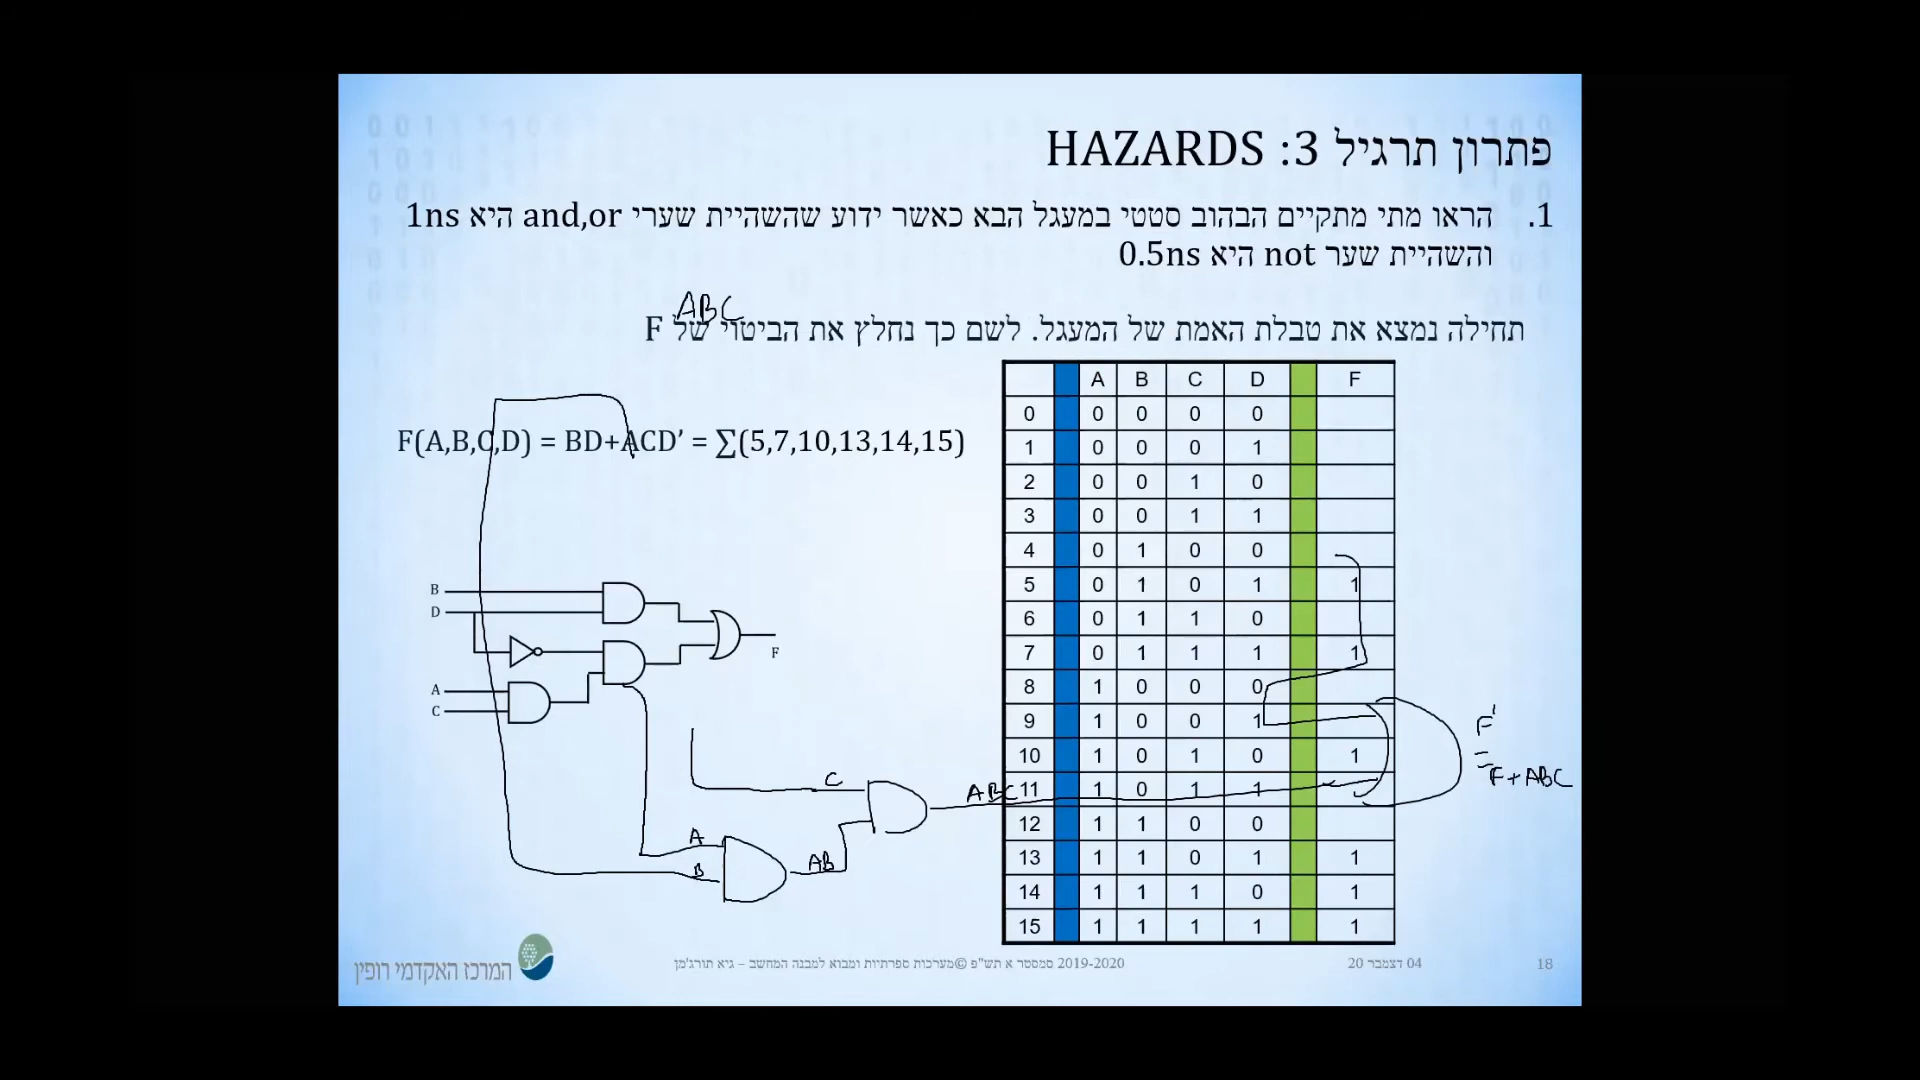 פתרון תרגיל 3: HAZARDS
1. הראו מתי מתקיים הבהוב סטטי במעגל הבא כאשר ידוע שהשהיית שערי and,or היא 1ns
והשהיית שער not היא 0.5ns
ABC
תחילה נמצא את טבלת האמת של המעגל. לשם כך נחלץ את הביטוי של F
F(A,B,C,D) = BD+ACD’ = ∑(5,7,10,13,14,15)
A B C D F
0 0 0 0 0
1 0 0 0 1
2 0 0 1 0
3 0 0 1 1
4 0 1 0 0
5 0 1 0 1 1
6 0 1 1 0
7 0 1 1 1 1
8 1 0 0 0
9 1 0 0 1
10 1 0 1 0 1
11 1 0 1 1
12 1 1 0 0
13 1 1 0 1 1
14 1 1 1 0 1
15 1 1 1 1 1
B
D
F
A
C
C
ABC
A
B
AB
F'
=
F+ABC
המרכז האקדמי רופין
2019-2020 סמסטר א תש"פ ©מערכות ספרתיות ומבוא למבנה המחשב – גיא תורג'מן
04 דצמבר 20
18